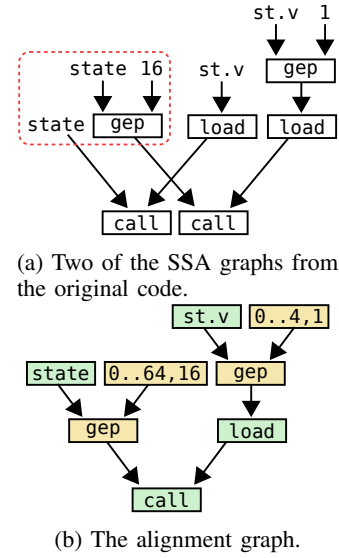 st.v 1
state 16 st.v gep
state gep load load
call call
(a) Two of the SSA graphs from
the original code.
st.v 0..4,1
state 0..64,16 gep
gep load
call
(b) The alignment graph.